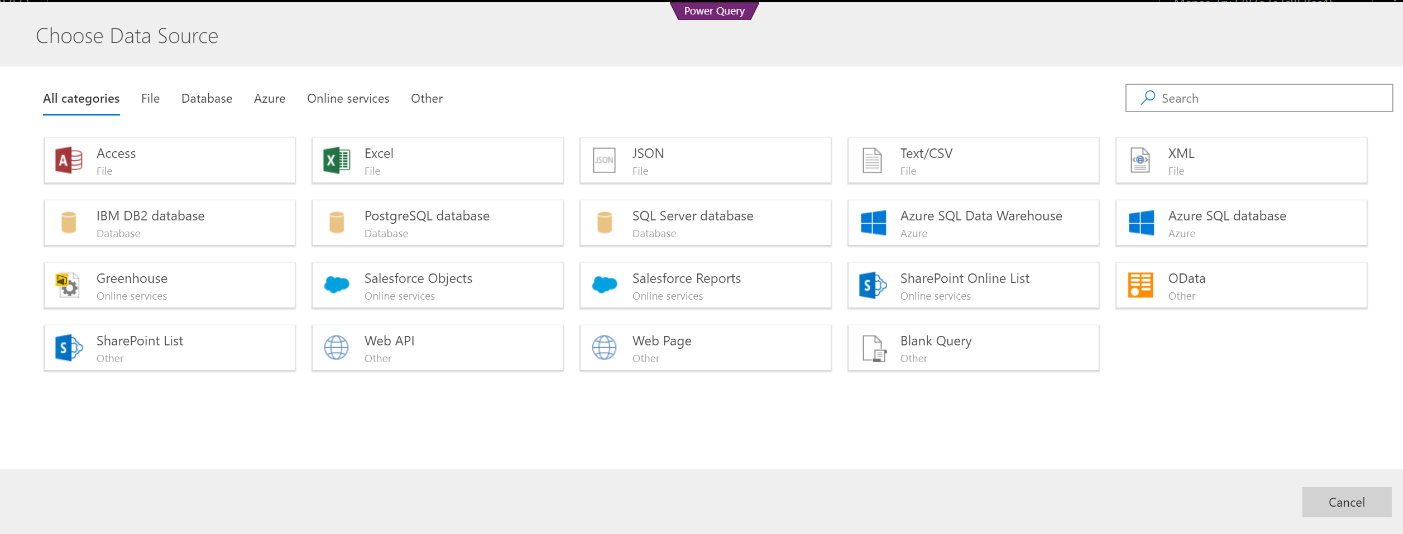 Power Query
Choose Data Source
All categories File Database Azure Online services Other
Search
Access
File
Excel
File
JSON
JSON
File
Text/CSV
File
XML
File
IBM DB2 database
Database
PostgreSQL database
Database
SQL Server database
Database
Azure SQL Data Warehouse
Azure
Azure SQL database
Azure
Greenhouse
Online services
Salesforce Objects
Online services
Salesforce Reports
Online services
SharePoint Online List
Online services
OData
Other
SharePoint List
Other
Web API
Other
Web Page
Other
Blank Query
Other
Cancel